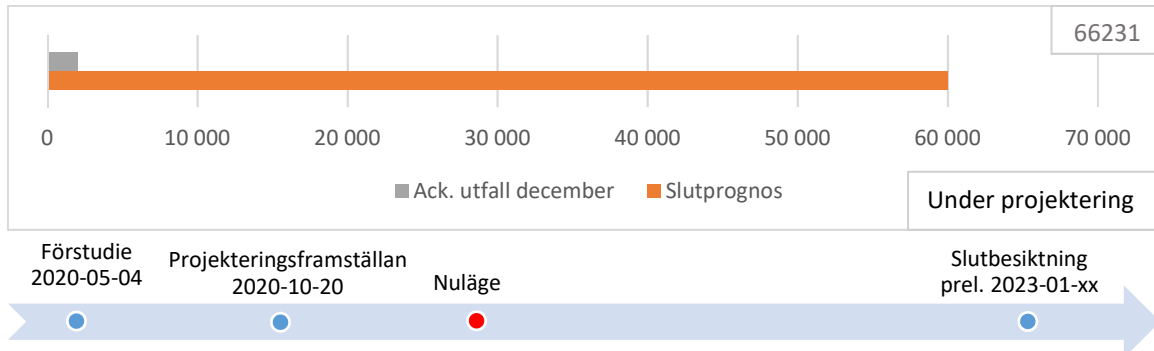 66231
0
10 000
20 000
30 000
40 000
50 000
60 000
70 000
Ack. utfall december
Slutprognos
Under projektering
Förstudie
2020-05-04
Projekteringsframställan
2020-10-20
Nuläge
Slutbesiktning
prel. 2023-01-xx